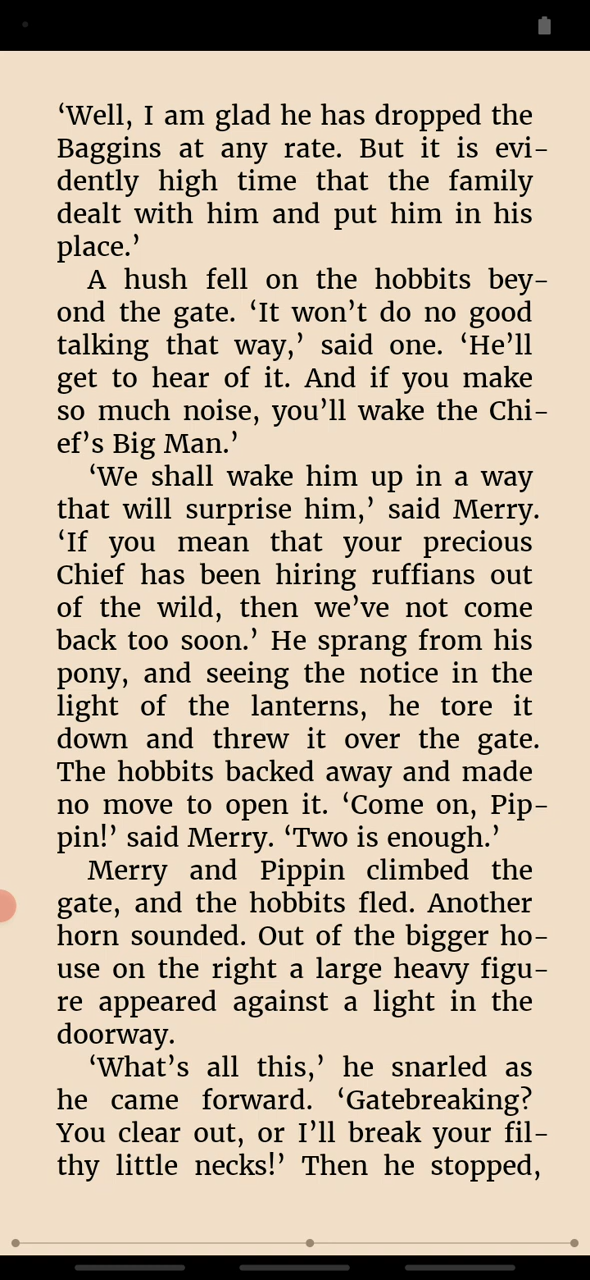 ‘Well, I am glad he has dropped the
Baggins at any rate. But it is evi-
dently high time that the family
dealt with him and put him in his
place.’
A hush fell on the hobbits bey-
ond the gate. ‘It won’t do no good
talking that way,’ said one. ‘He’ll
get to hear of it. And if you make
so much noise, you’ll wake the Chi-
ef’s Big Man.’
‘We shall wake him up in a way
that will surprise him,’ said Merry.
‘If you mean that your precious
Chief has been hiring ruffians out
of the wild, then we’ve not come
back too soon.’ He sprang from his
pony, and seeing the notice in the
light of the lanterns, he tore it
down and threw it over the gate.
The hobbits backed away and made
no move to open it. ‘Come on, Pip-
pin!’ said Merry. ‘Two is enough.’
Merry and Pippin climbed the
gate, and the hobbits fled. Another
horn sounded. Out of the bigger ho-
use on the right a large heavy figu-
re appeared against a light in the
doorway.
‘What’s all this,’ he snarled as
he came forward. ‘Gatebreaking?
You clear out, or I’ll break your fil-
thy little necks!’ Then he stopped,